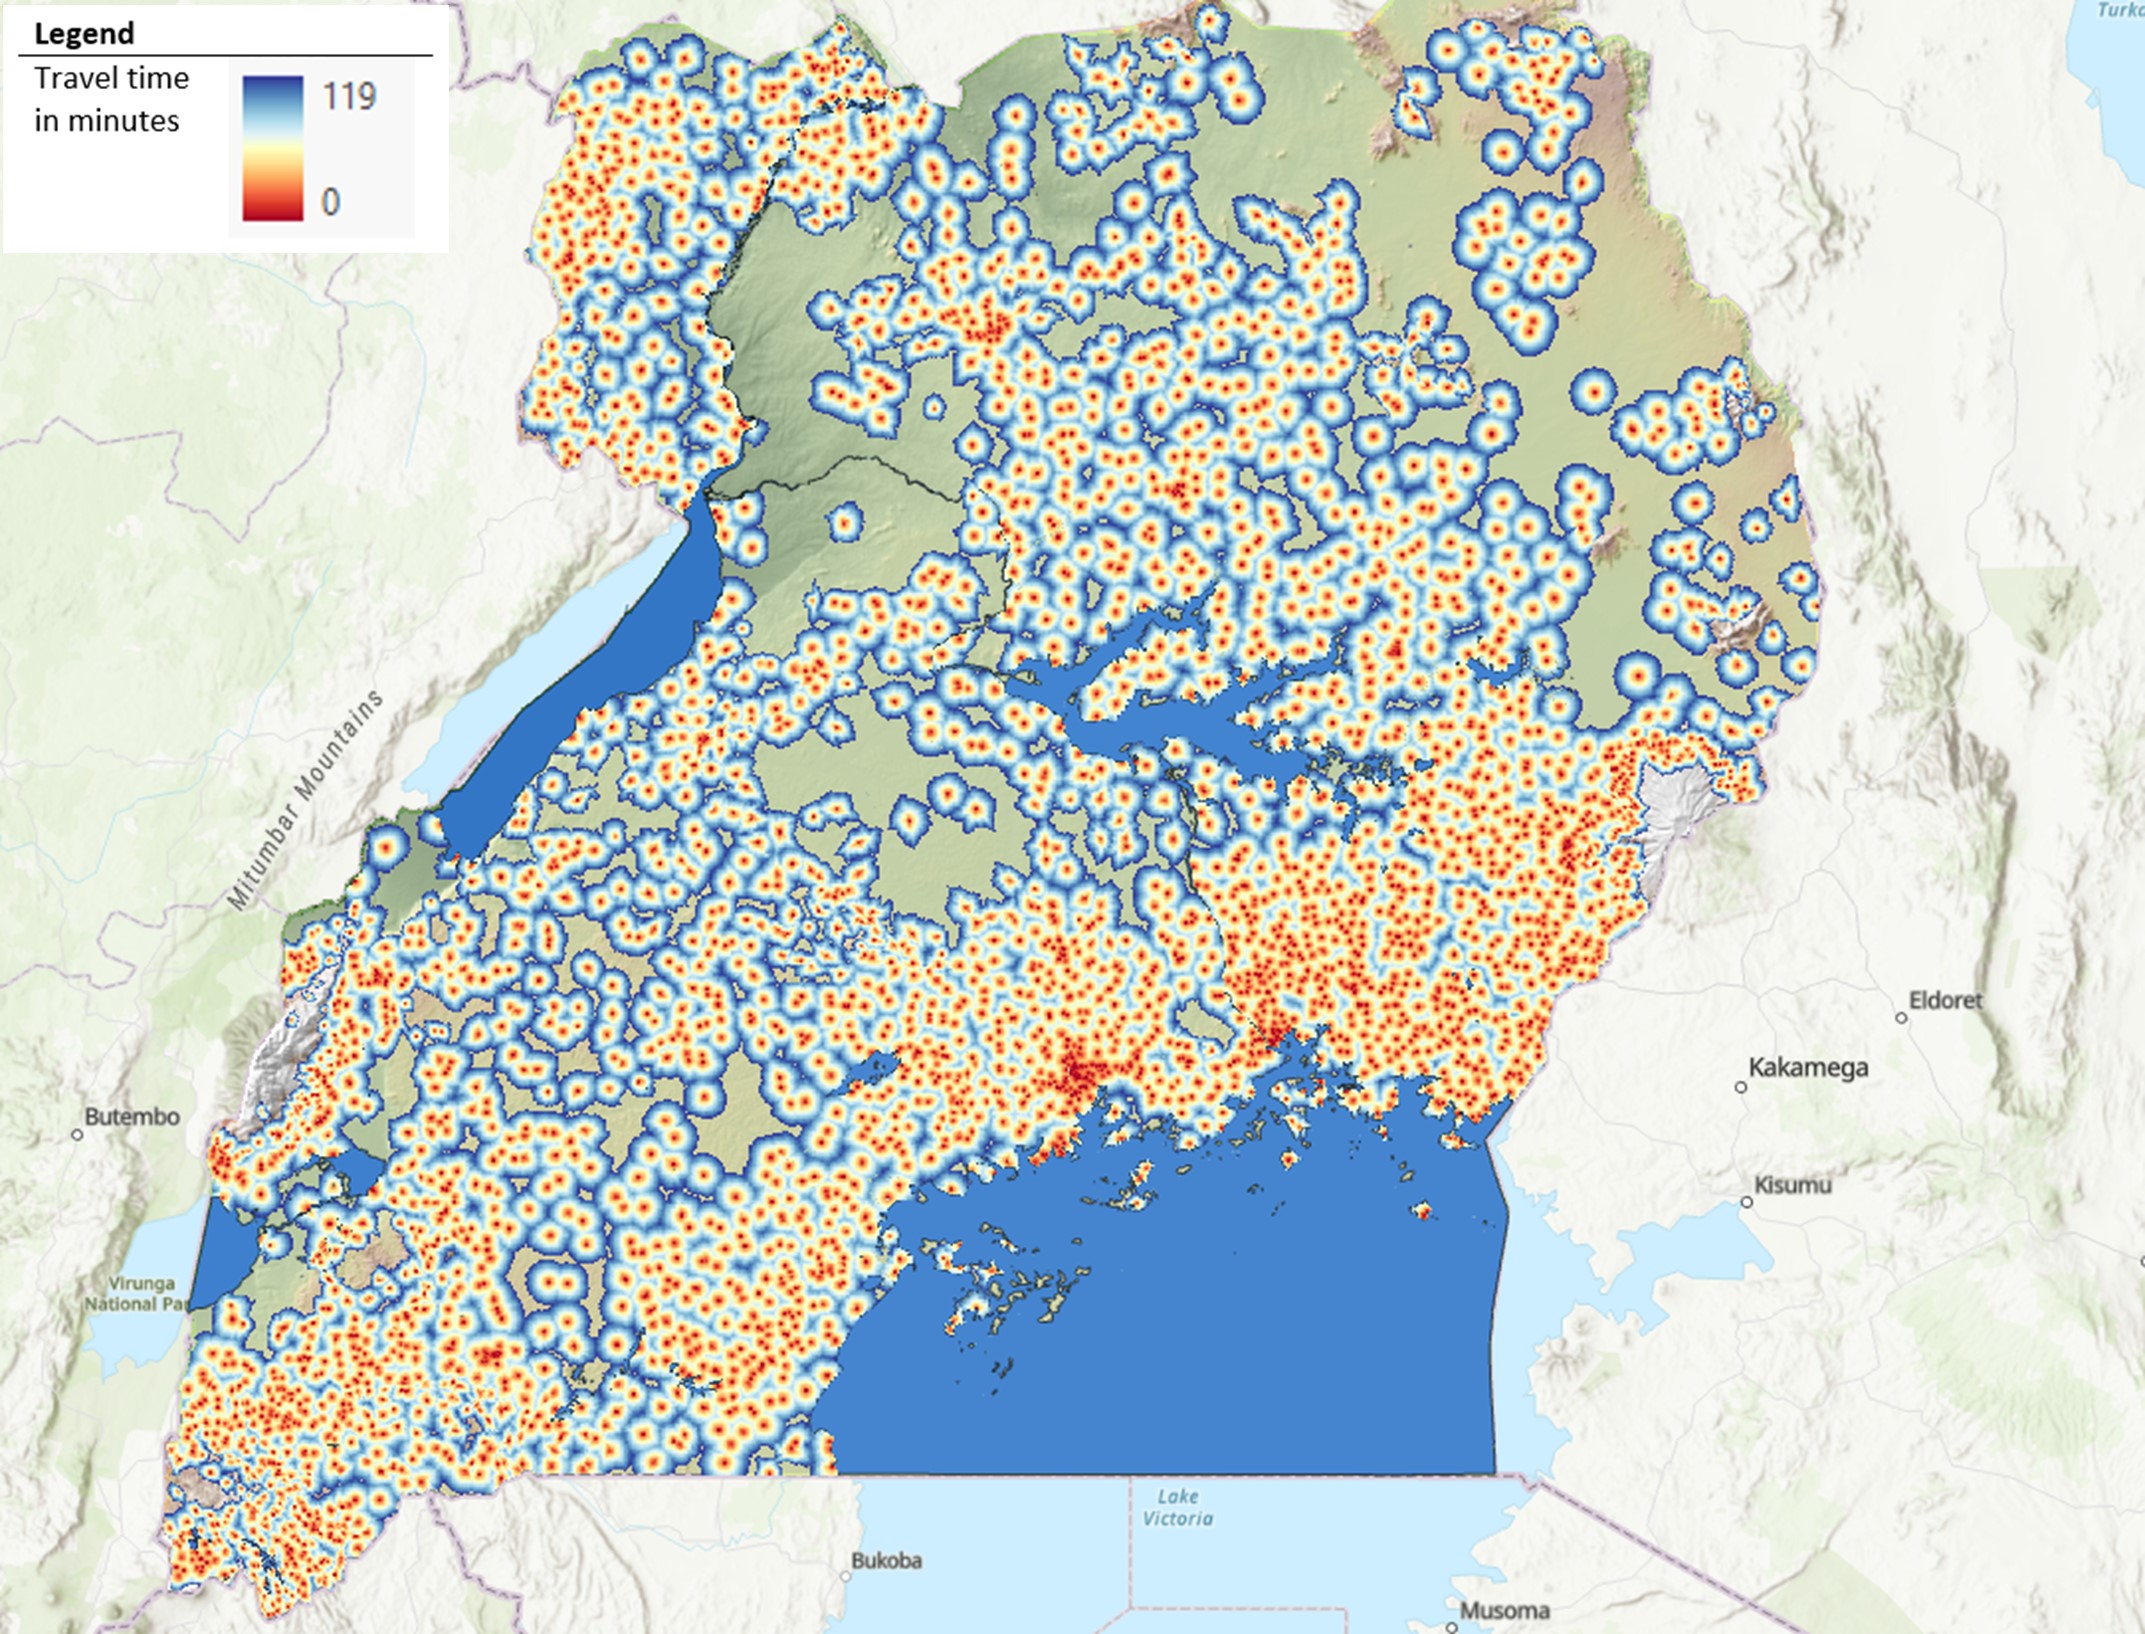 Legend
Travel time
in minutes
119
0
Mitumbar Mountains
Eldoret
Kakamega
Butembo
Kisumu
Virunga
National Pa
Lake
Victoria
Bukoba
Musoma